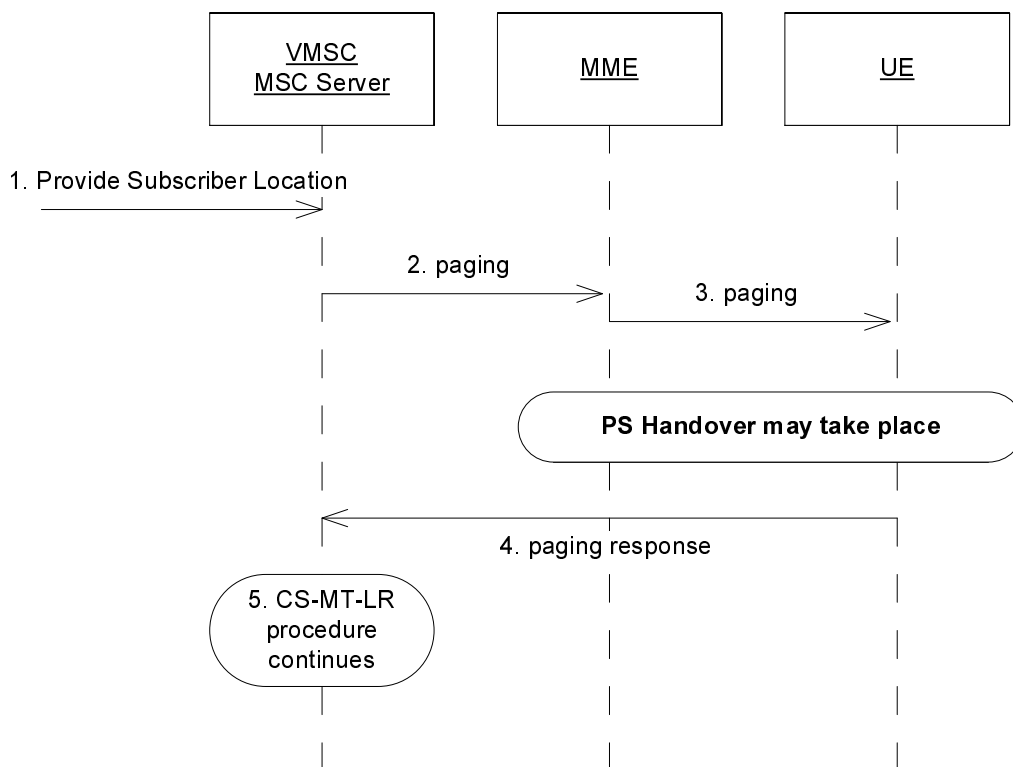 VMSC
MSC Server
MME
UE
1. Provide Subscriber Location
2. paging
3. paging
PS Handover may take place
4. paging response
5. CS-MT-LR
procedure
continues